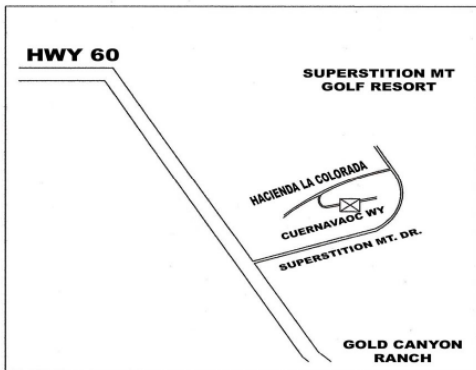 HWY 60
SUPERSTITION MT
GOLF RESORT
HACIENDA LA COLORADA
CUERNAVAOC WY
SUPERSTITION MT. DR.
GOLD CANYON
RANCH